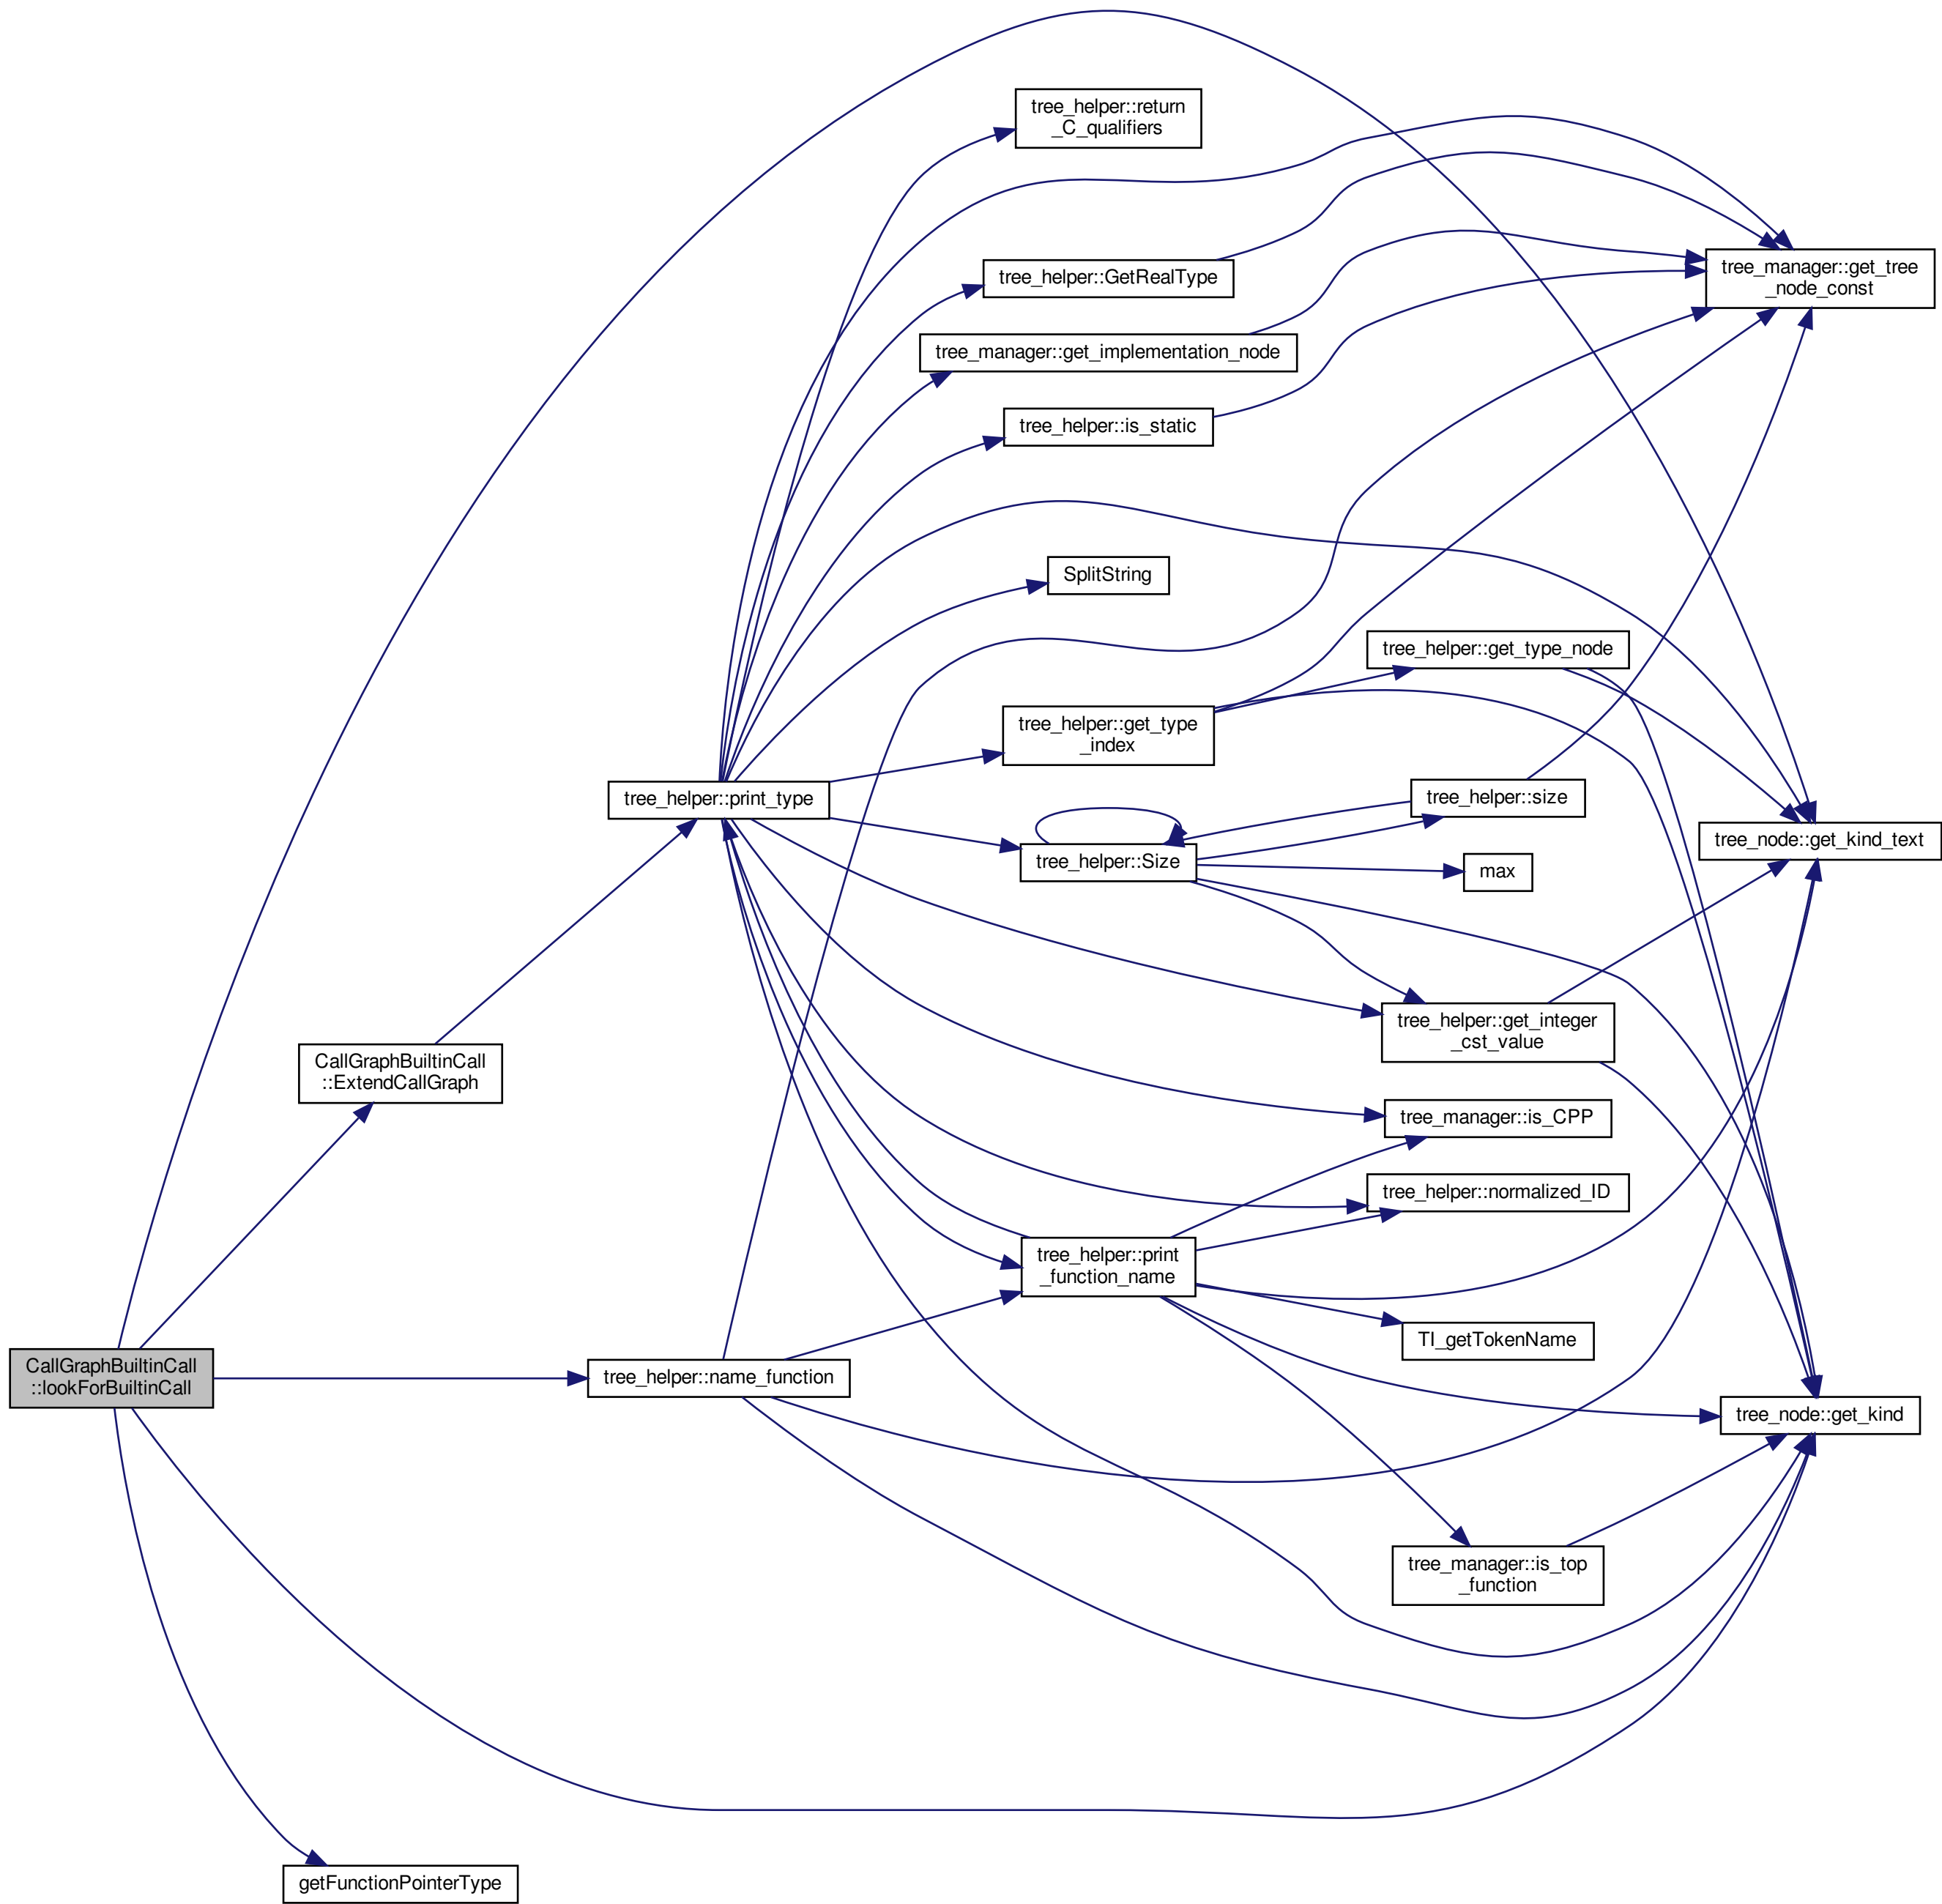 tree_helper::return
_C_qualifiers
tree_manager::get_tree
_node_const
tree_helper::GetRealType
tree_manager::get_implementation_node
tree_helper::is_static
SplitString
tree_helper::get_type_node
tree_helper::get_type
_index
tree_helper::print_type
tree_helper::size
tree_node::get_kind_text
tree_helper::Size
max
tree_helper::get_integer
_cst_value
CallGraphBuiltinCall
::ExtendCallGraph
tree_manager::is_CPP
tree_helper::normalized_ID
tree_helper::print
_function_name
TI_getTokenName
CallGraphBuiltinCall
::lookForBuiltinCall
tree_helper::name_function
tree_node::get_kind
tree_manager::is_top
_function
getFunctionPointerType